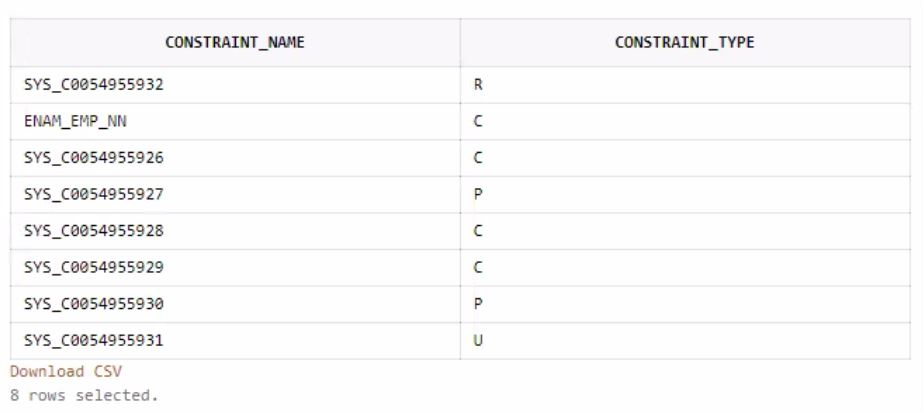 CONSTRAINT_NAME CONSTRAINT_TYPE
SYS_C0054955932 R
ENAM_EMP_NN C
SYS_C0054955926 C
SYS_C0054955927 P
SYS_C0054955928 C
SYS_C0054955929 C
SYS_C0054955930 P
SYS_C0054955931 U
Download CSV
8 rows selected.